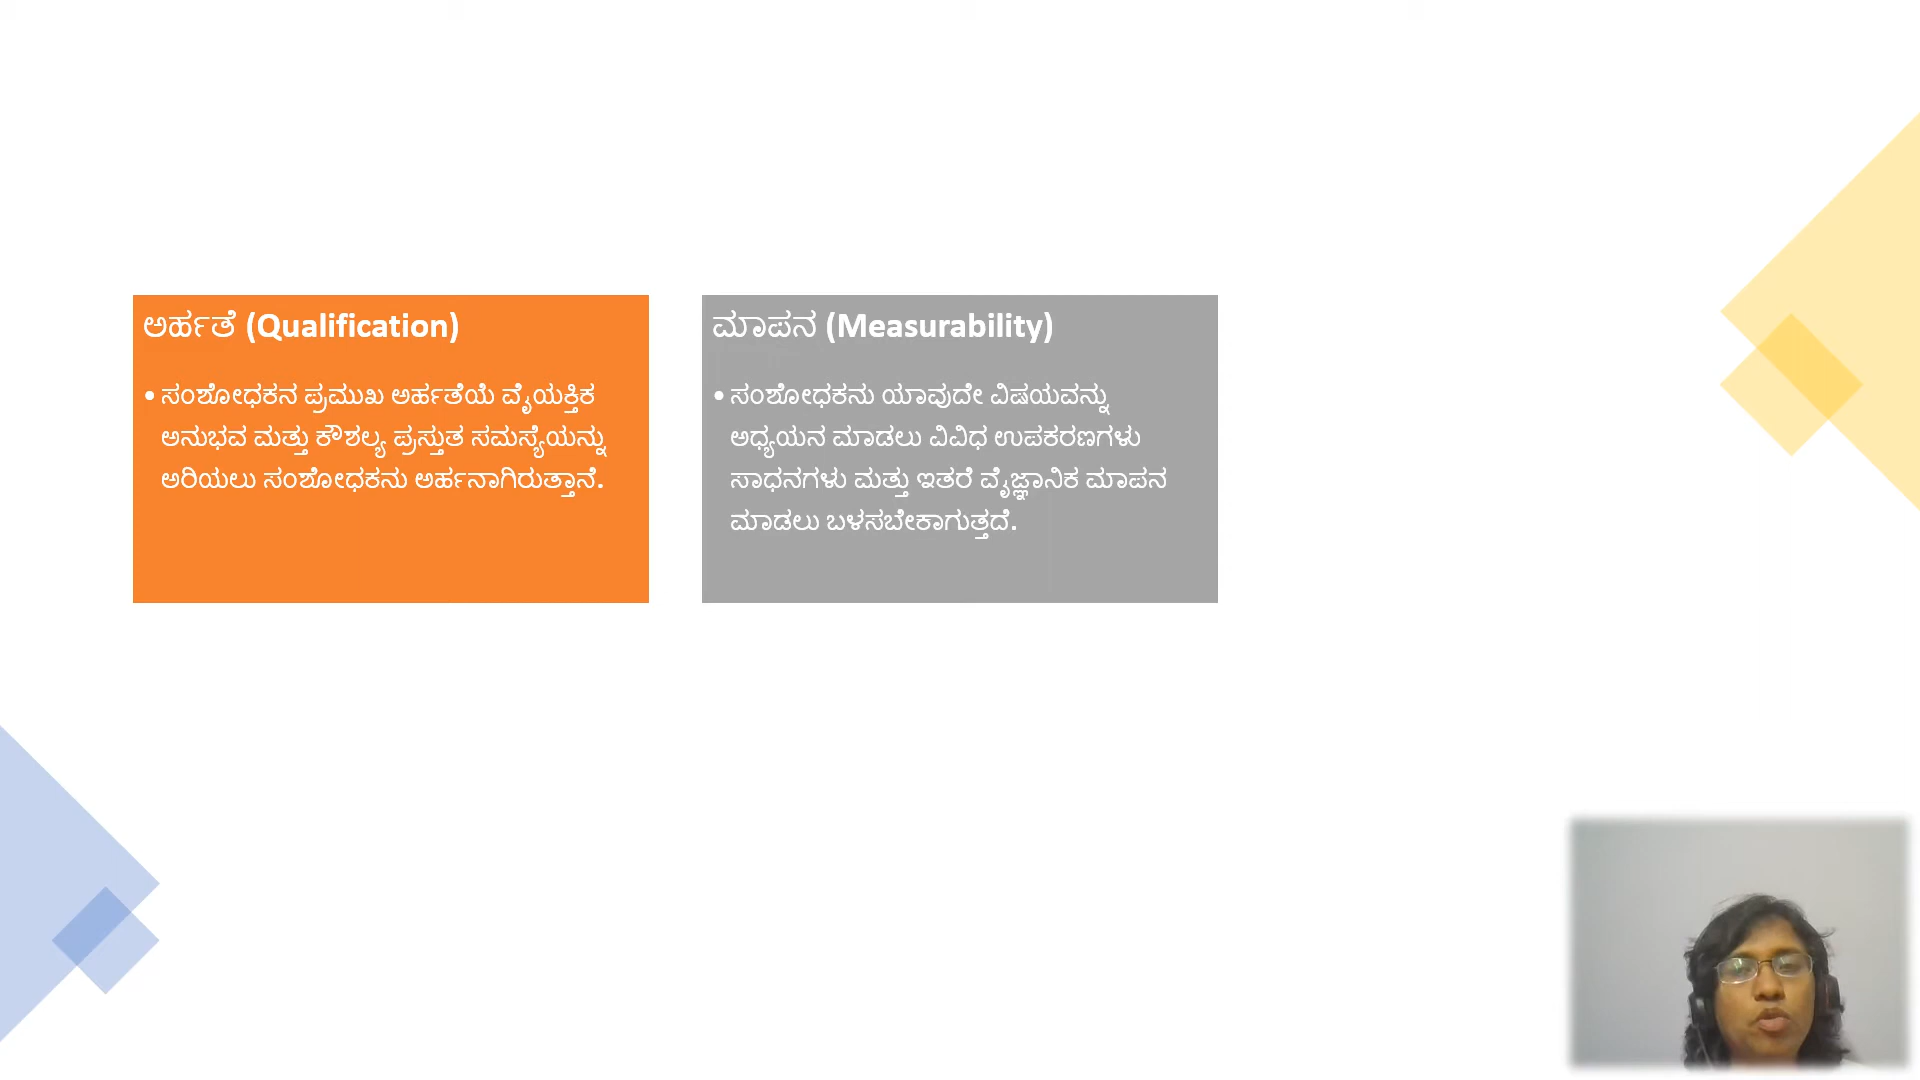 ಅರ್ಹತೆ (Qualification)
• ಸಂಶೋಧಕನ ಪ್ರಮುಖ ಅರ್ಹತೆಯೆ ವೈಯಕ್ತಿಕ
ಅನುಭವ ಮತ್ತು ಕೌಶಲ್ಯ ಪ್ರಸ್ತುತ ಸಮಸ್ಯೆಯನ್ನು
ಅರಿಯಲು ಸಂಶೋಧಕನು ಅರ್ಹನಾಗಿರುತ್ತಾನೆ.
ಮಾಪನ (Measurability)
• ಸಂಶೋಧಕನು ಯಾವುದೇ ವಿಷಯವನ್ನು
ಅಧ್ಯಯನ ಮಾಡಲು ವಿವಿಧ ಉಪಕರಣಗಳು
ಸಾಧನಗಳು ಮತ್ತು ಇತರೆ ವೈಜ್ಞಾನಿಕ ಮಾಪನ
ಮಾಡಲು ಬಳಸಬೇಕಾಗುತ್ತದೆ.